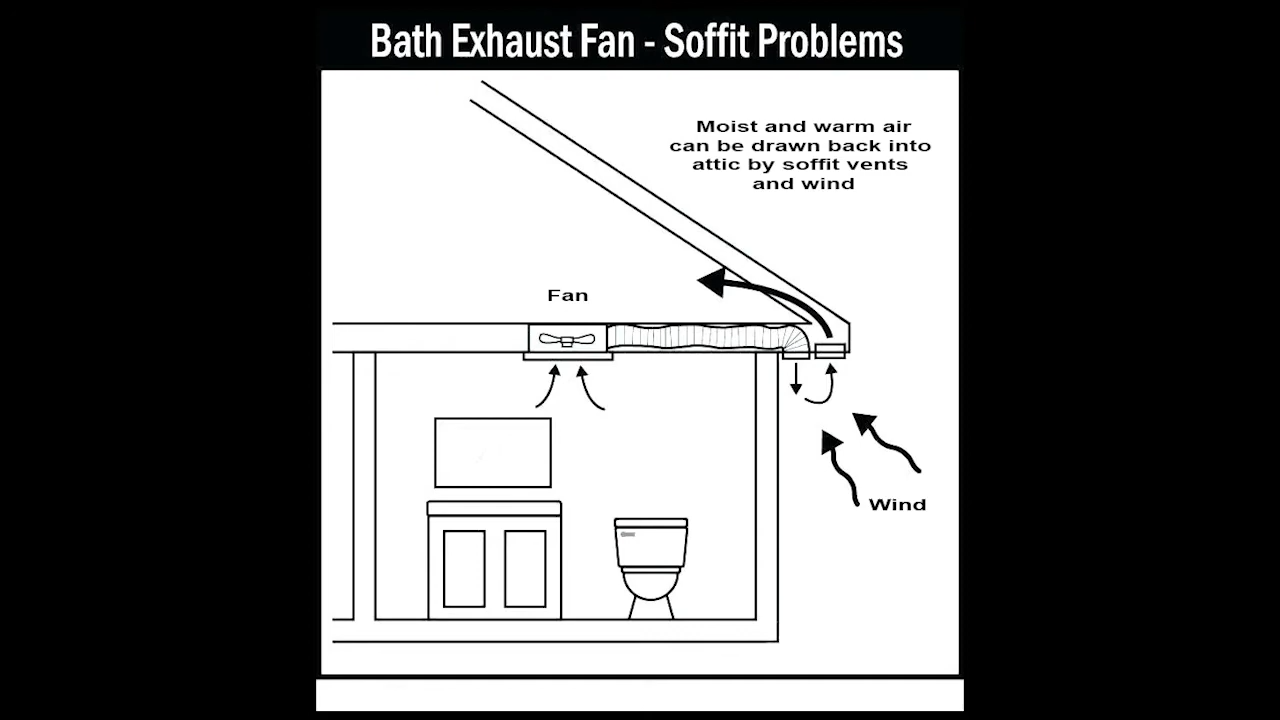 Bath Exhaust Fan - Soffit Problems
Moist and warm air
can be drawn back into
attic by soffit vents
and wind
Fan
Wind